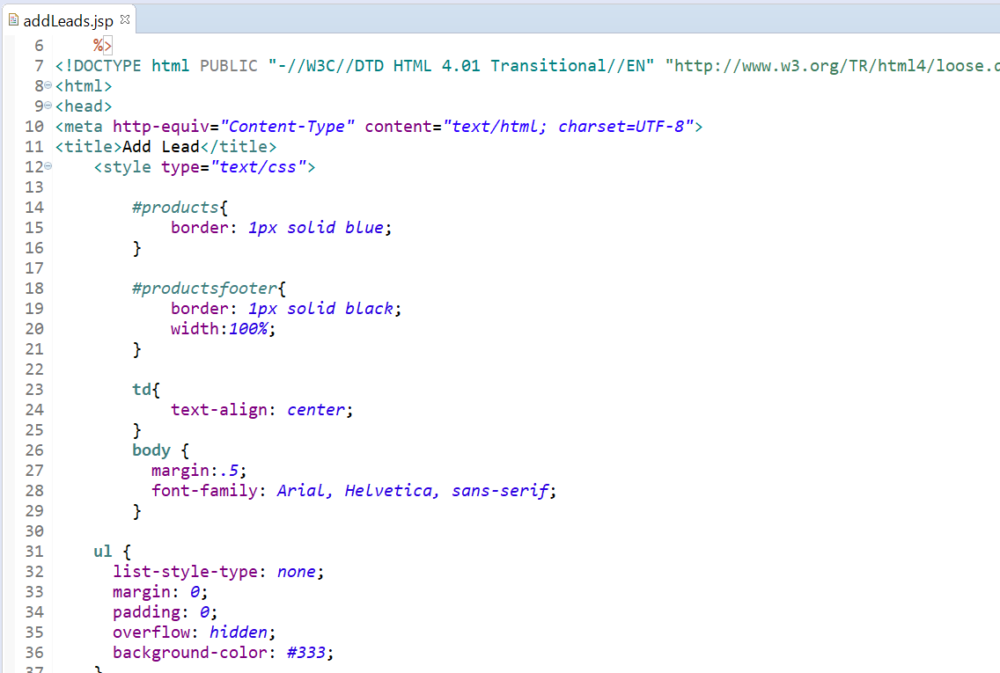 addLeads.jsp
6 %>
7 <!DOCTYPE html PUBLIC "-//W3C//DTD HTML 4.01 Transitional//EN" "http://www.w3.org/TR/html4/loose.d
8 <html>
9 <head>
10 <meta http-equiv="Content-Type" content="text/html; charset=UTF-8">
11 <title>Add Lead</title>
12 <style type="text/css">
13
14 #products{
15 border: 1px solid blue;
16 }
17
18 #productsfooter{
19 border: 1px solid black;
20 width:100%;
21 }
22
23 td{
24 text-align: center;
25 }
26 body {
27 margin:.5;
28 font-family: Arial, Helvetica, sans-serif;
29 }
30
31 ul {
32 list-style-type: none;
33 margin: 0;
34 padding: 0;
35 overflow: hidden;
36 background-color: #333;
37 }